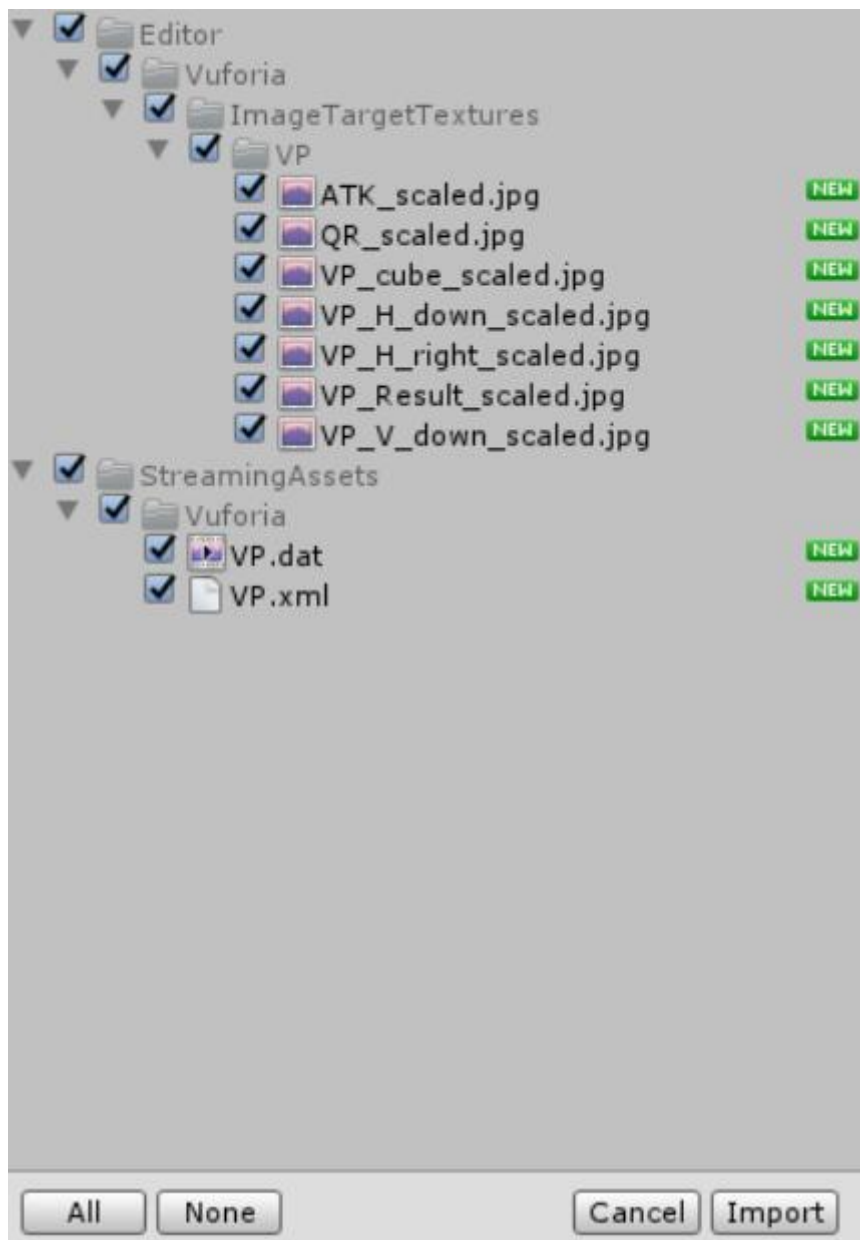 Editor
Vuforia
ImageTargetTextures
VP
ATK_scaled.jpg NEW
QR_scaled.jpg NEW
VP_cube_scaled.jpg NEW
VP_H_down_scaled.jpg NEW
VP_H_right_scaled.jpg NEW
VP_Result_scaled.jpg NEW
VP_V_down_scaled.jpg NEW
StreamingAssets
Vuforia
VP.dat NEW
VP.xml NEW
All None Cancel Import